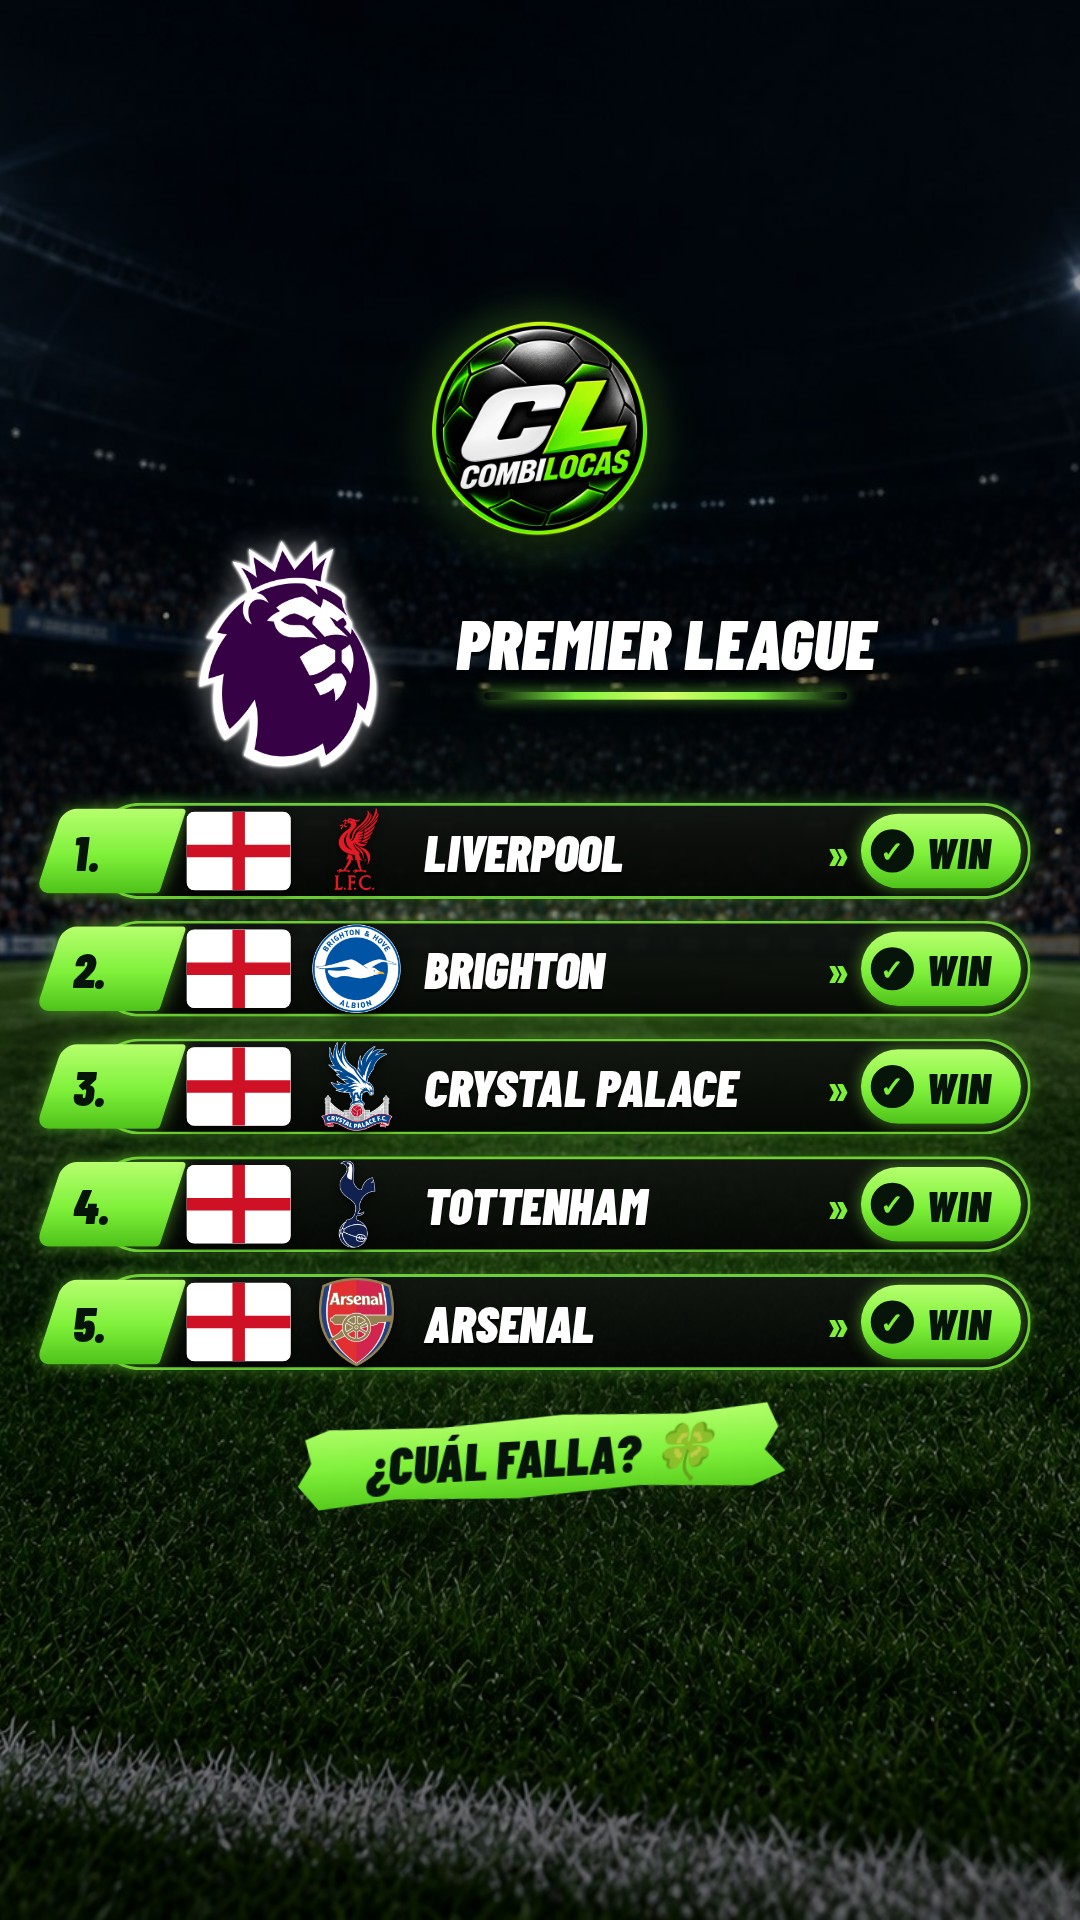 CL
COMBILOCAS
PREMIER LEAGUE
1. L.F.C. LIVERPOOL » ✓ WIN
2. BRIGHTON & HOVE ALBION BRIGHTON » ✓ WIN
3. CRYSTAL PALACE F.C. CRYSTAL PALACE » ✓ WIN
4. TOTTENHAM » ✓ WIN
5. Arsenal ARSENAL » ✓ WIN
¿CUÁL FALLA? 🍀